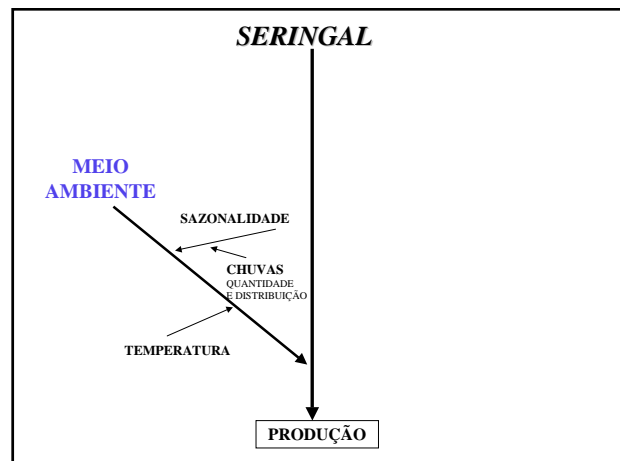 SERINGAL
MEIO
AMBIENTE
SAZONALIDADE
CHUVAS
QUANTIDADE
E DISTRIBUIÇÃO
TEMPERATURA
PRODUÇÃO